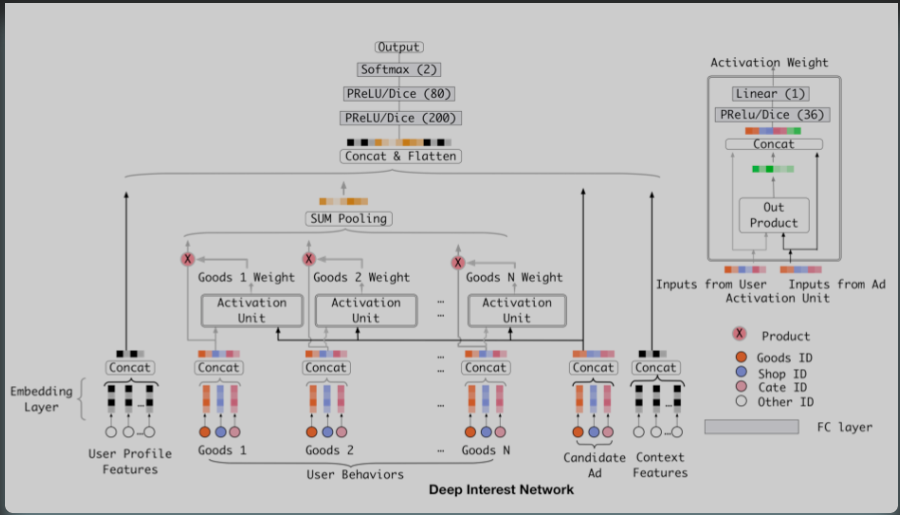 Output
Softmax (2)
PReLU/Dice (80)
PReLU/Dice (200)
Concat & Flatten
SUM Pooling
X
X
X
Goods 1 Weight
Goods 2 Weight
Goods N Weight
Activation
Unit
Activation
Unit
...
...
Activation
Unit
...
...
Concat
Concat
Concat
Concat
Concat
Concat
Embedding
Layer
...
...
...
User Profile
Features
Goods 1
Goods 2
...
Goods N
User Behaviors
Candidate
Ad
Context
Features
Activation Weight
Linear (1)
PRelu/Dice (36)
Concat
Out
Product
Inputs from User
Inputs from Ad
Activation Unit
X
Product
Goods ID
Shop ID
Cate ID
Other ID
FC layer
Deep Interest Network